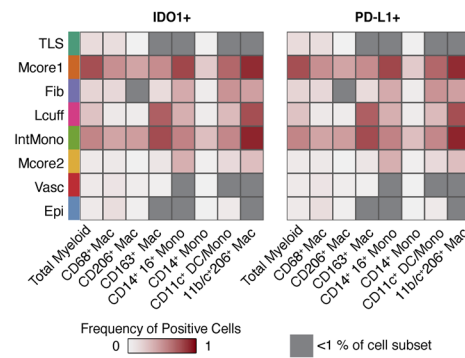 IDO1+ PD-L1+
TLS
Mcore1
Fib
Lcuff
IntMono
Mcore2
Vasc
Epi
Total Myeloid CD68⁺ Mac CD206⁺ Mac CD163⁺ Mac CD14⁺ 16⁺ Mono CD14⁺ Mono CD11c⁺ DC/Mono 11b/c⁺206⁺ Mac
Total Myeloid CD68⁺ Mac CD206⁺ Mac CD163⁺ Mac CD14⁺ 16⁺ Mono CD14⁺ Mono CD11c⁺ DC/Mono 11b/c⁺206⁺ Mac
Frequency of Positive Cells
0 1
<1 % of cell subset